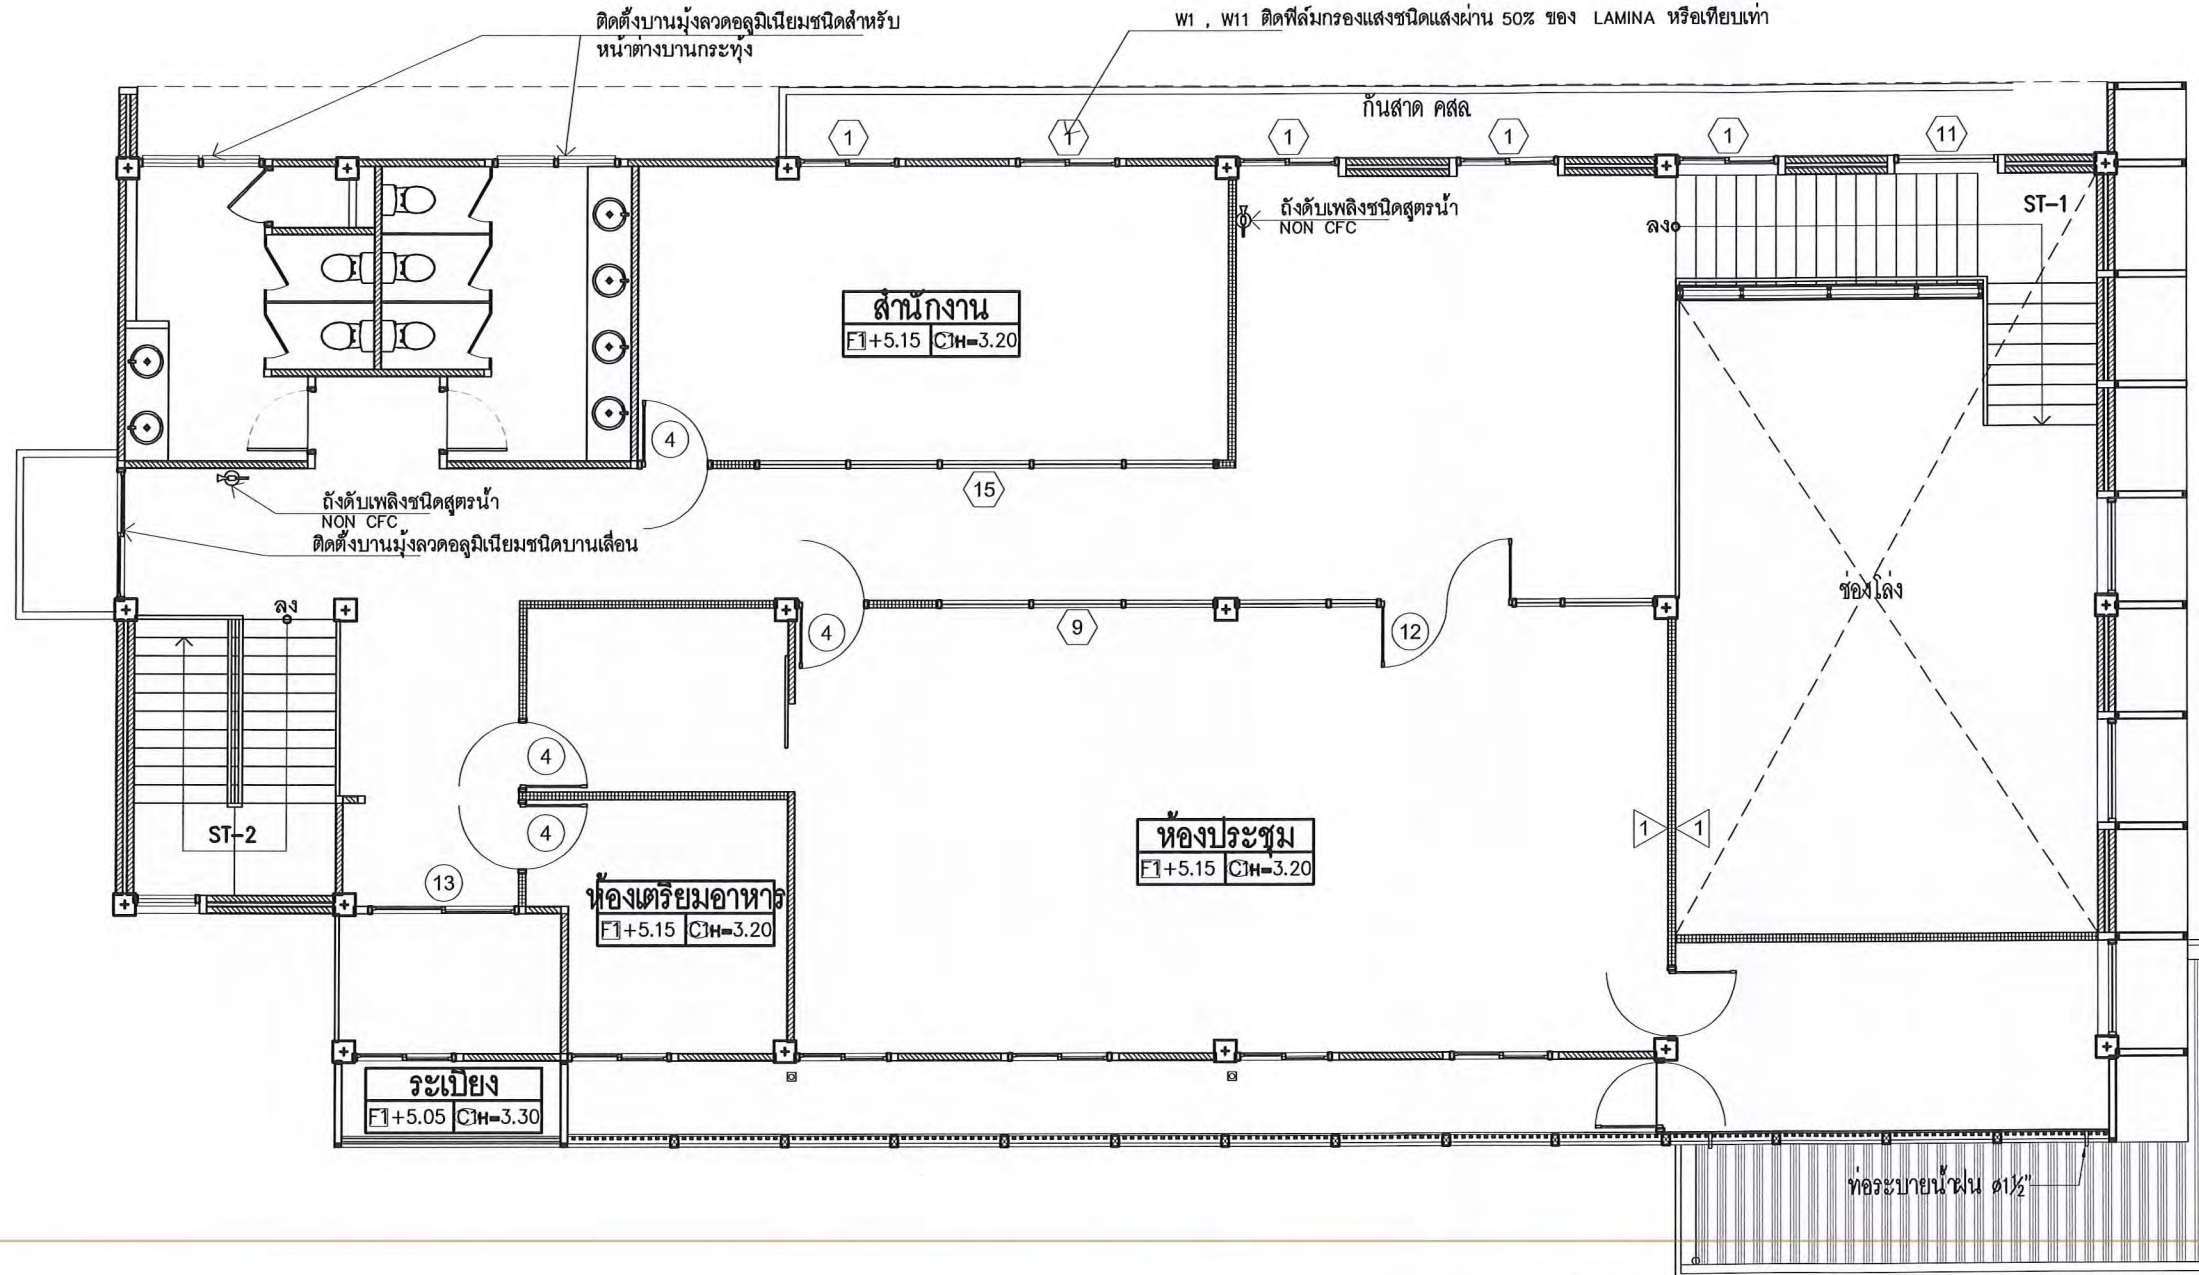 ติดตั้งบานมุ้งลวดอลูมิเนียมชนิดสำหรับ
หน้าต่างบานกระทุ้ง
W1 , W11 ติดฟีล์มกรองแสงชนิดแสงผ่าน 50% ของ LAMINA หรือเทียบเท่า
กันสาด คสล
1
1
1
1
1
11
ถังดับเพลิงชนิดสูตรน้ำ
NON CFC
ST-1
ลง
สำนักงาน
F1 +5.15 C1 H=3.20
4
15
ถังดับเพลิงชนิดสูตรน้ำ
NON CFC
ติดตั้งบานมุ้งลวดอลูมิเนียมชนิดบานเลื่อน
ช่องโล่ง
ลง
4
9
12
4
4
ST-2
ห้องประชุม
F1 +5.15 C1 H=3.20
1 1
13
ห้องเตรียมอาหาร
F1 +5.15 C1 H=3.20
ระเบียง
F1 +5.05 C1 H=3.30
ท่อระบายน้ำฝน ø1½"